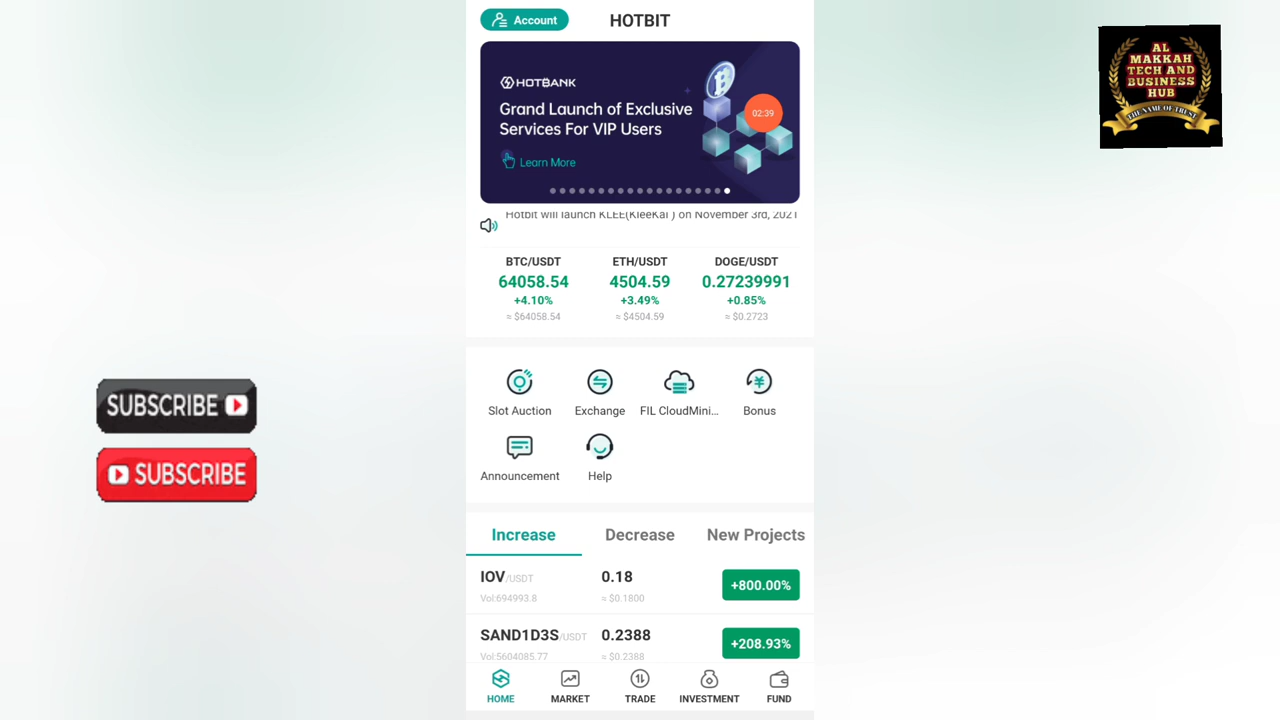 Account
HOTBIT
HOTBANK
Grand Launch of Exclusive
Services For VIP Users
Learn More
02:39
Hotbit will launch KLEE(KleeKai ) on November 3rd, 2021
BTC/USDT ETH/USDT DOGE/USDT
64058.54 4504.59 0.27239991
+4.10% +3.49% +0.85%
≈ $64058.54 ≈ $4504.59 ≈ $0.2723
Slot Auction Exchange FIL CloudMini... Bonus
Announcement Help
Increase Decrease New Projects
IOV/USDT 0.18 +800.00%
Vol:694993.8 ≈ $0.1800
SAND1D3S/USDT 0.2388 +208.93%
Vol:5604085.77 ≈ $0.2388
HOME MARKET TRADE INVESTMENT FUND
SUBSCRIBE
SUBSCRIBE
AL
MAKKAH
TECH AND
BUSINESS
HUB
THE NAME OF TRUST